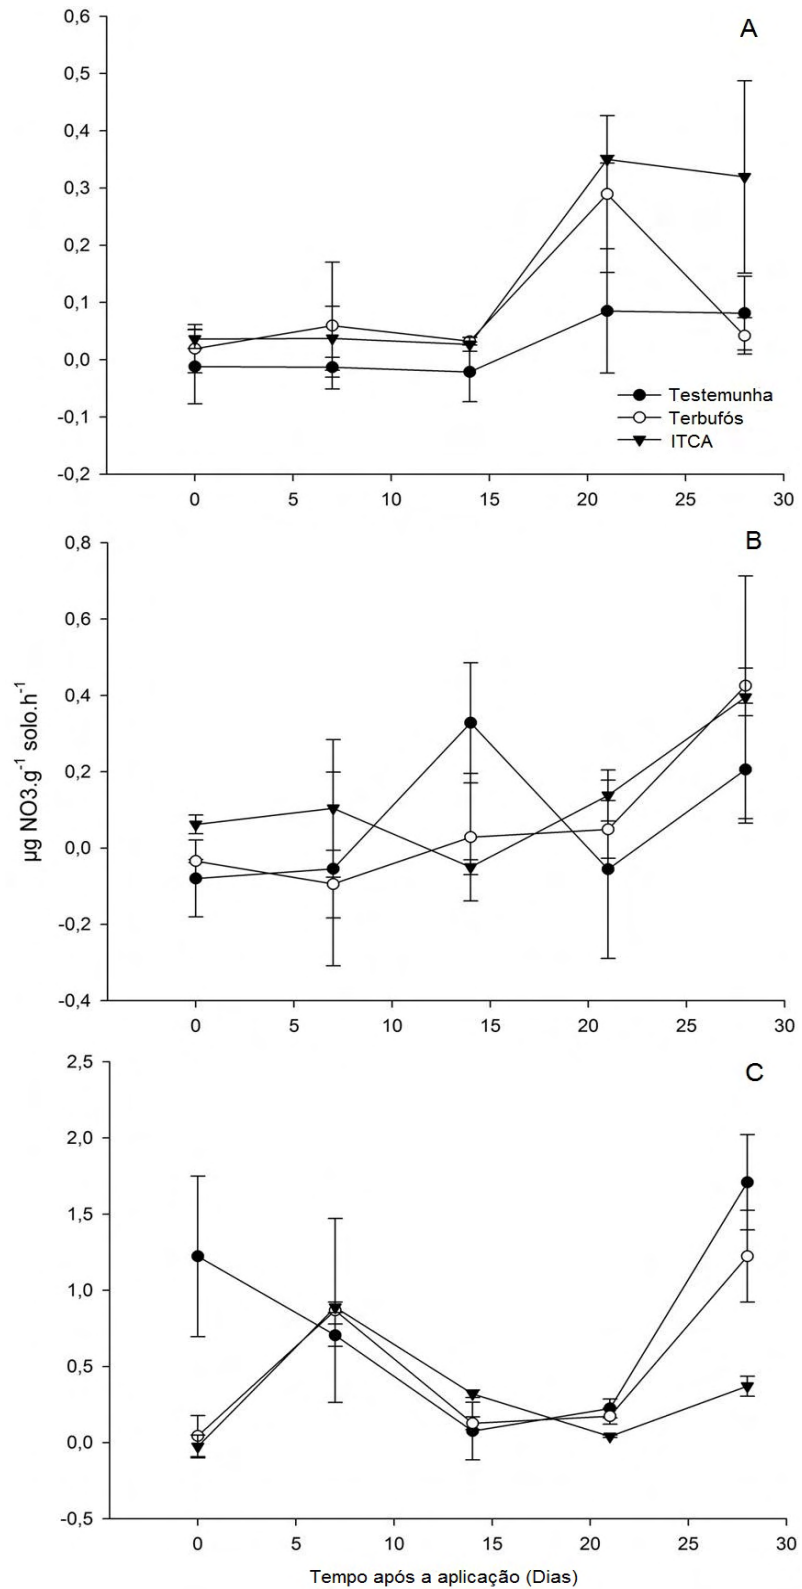 A
0,6
0,5
0,4
0,3
0,2
0,1
0,0
-0,1
-0,2
Testemunha
Terbufós
ITCA
0 5 10 15 20 25 30
B
0,8
0,6
0,4
0,2
0,0
-0,2
-0,4
µg NO3.g⁻¹ solo.h⁻¹
0 5 10 15 20 25 30
C
2,5
2,0
1,5
1,0
0,5
0,0
-0,5
0 5 10 15 20 25 30
Tempo após a aplicação (Dias)